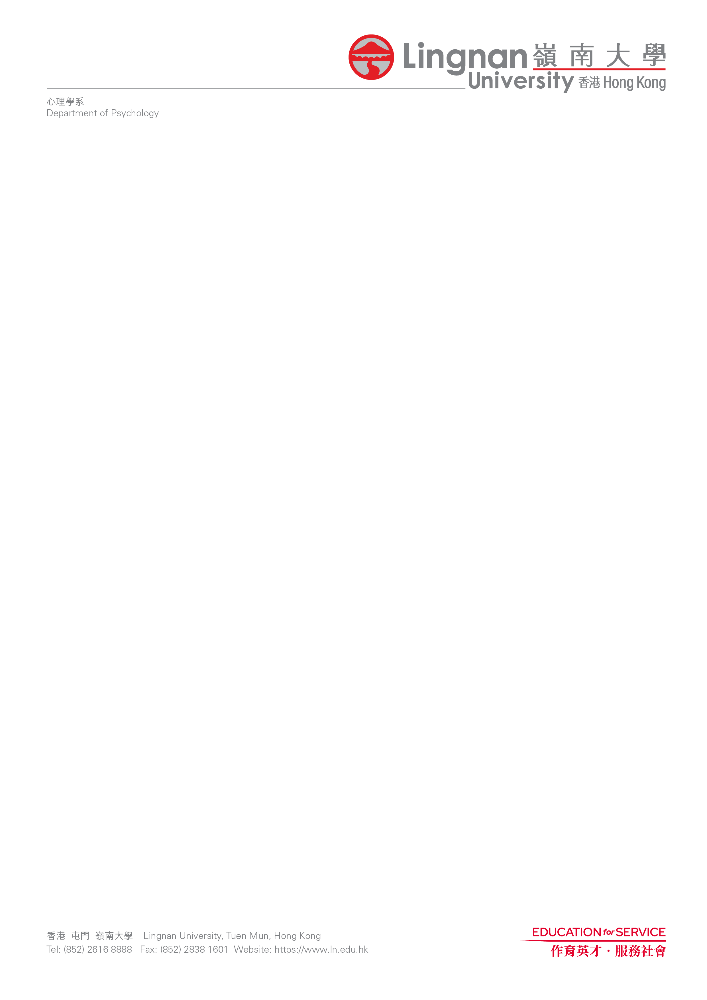 Lingnan 嶺南大學
University 香港 Hong Kong
心理學系
Department of Psychology
香港 屯門 嶺南大學 Lingnan University, Tuen Mun, Hong Kong
Tel: (852) 2616 8888 Fax: (852) 2838 1601 Website: https://www.ln.edu.hk
EDUCATION for SERVICE
作育英才·服務社會